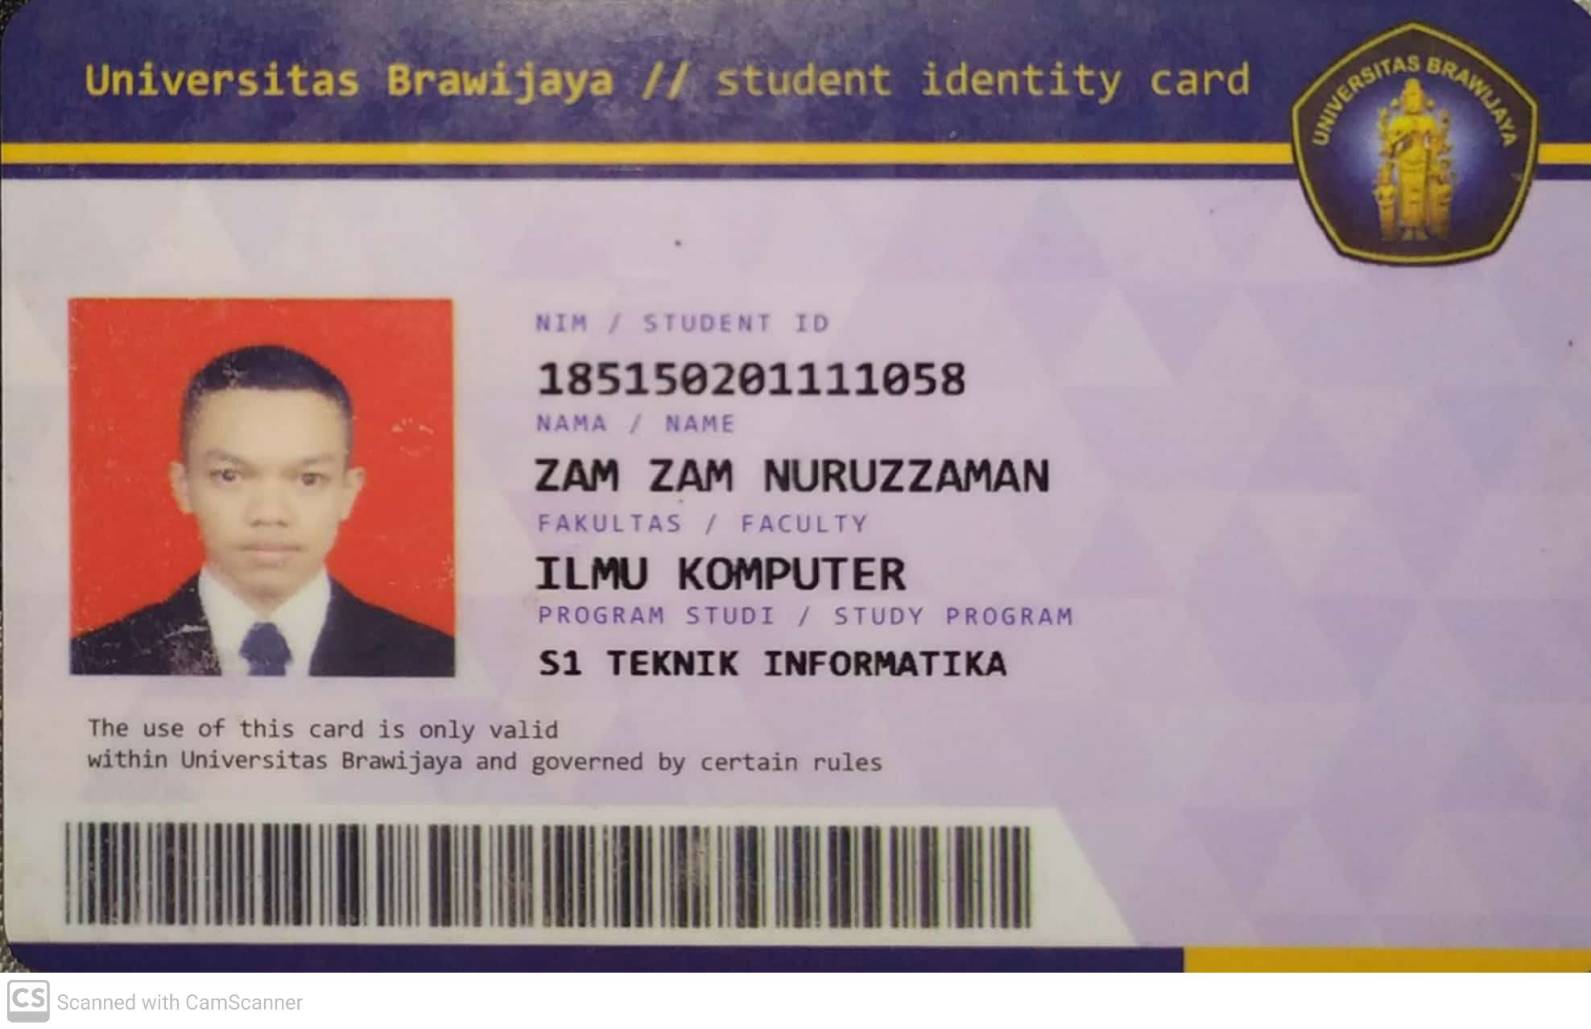 Universitas Brawijaya // student identity card
UNIVERSITAS BRAWIJAYA
NIM / STUDENT ID
185150201111058
NAMA / NAME
ZAM ZAM NURUZZAMAN
FAKULTAS / FACULTY
ILMU KOMPUTER
PROGRAM STUDI / STUDY PROGRAM
S1 TEKNIK INFORMATIKA
The use of this card is only valid
within Universitas Brawijaya and governed by certain rules
CS Scanned with CamScanner